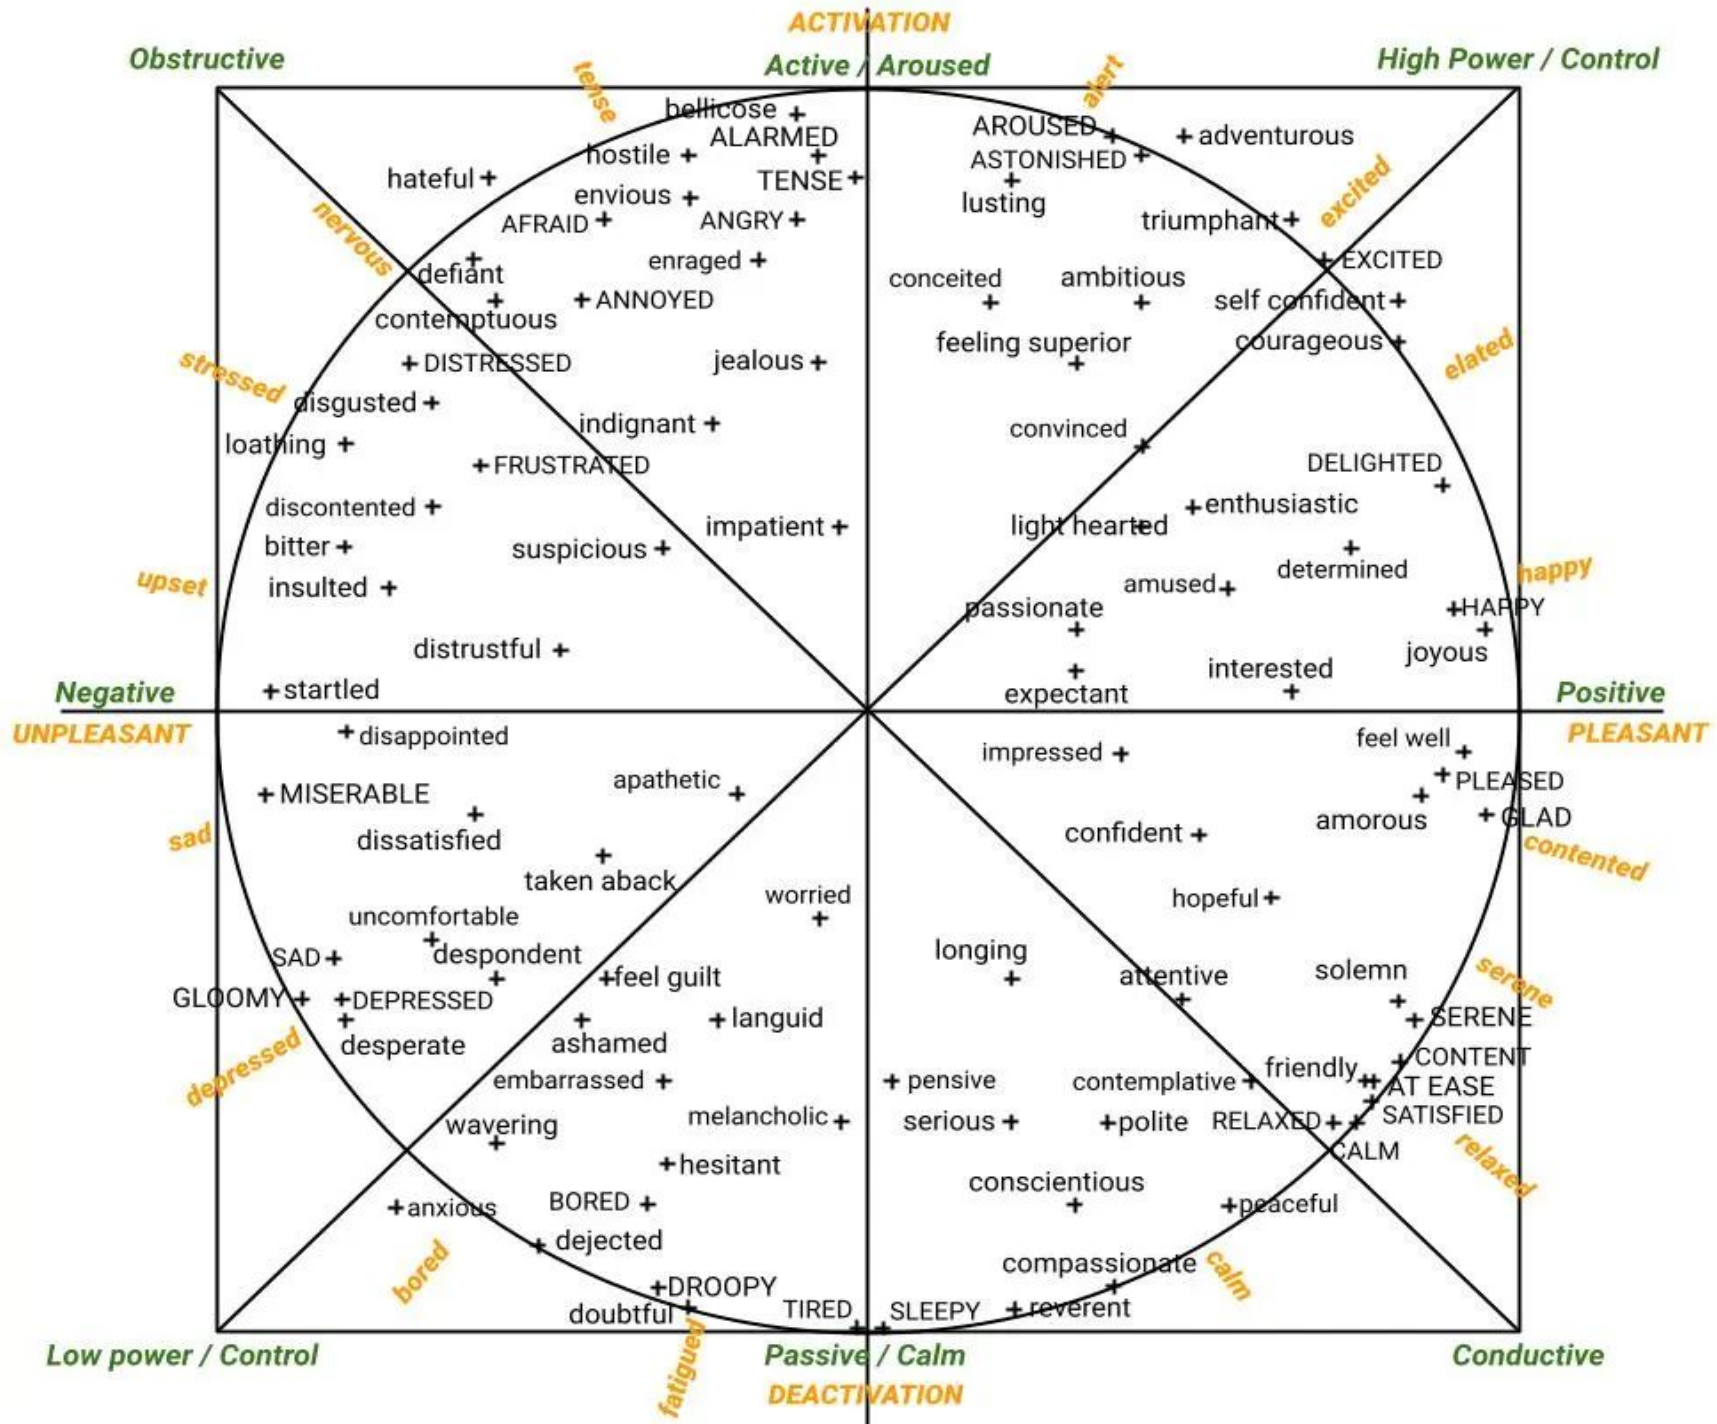 ACTIVATION
Obstructive
Active / Aroused
High Power / Control
tense
alert
bellicose
ALARMED
AROUSED
adventurous
hostile
ASTONISHED
hateful
TENSE
envious
lusting
excited
AFRAID
ANGRY
triumphant
nervous
enraged
EXCITED
defiant
conceited
ambitious
ANNOYED
self confident
contemptuous
feeling superior
courageous
elated
stressed
DISTRESSED
jealous
disgusted
indignant
convinced
loathing
FRUSTRATED
DELIGHTED
discontented
enthusiastic
impatient
light hearted
bitter
suspicious
determined
happy
upset
insulted
amused
passionate
HAPPY
distrustful
joyous
interested
startled
expectant
Negative
Positive
UNPLEASANT
PLEASANT
disappointed
feel well
impressed
apathetic
PLEASED
MISERABLE
amorous
GLAD
sad
dissatisfied
confident
contented
taken aback
worried
hopeful
uncomfortable
SAD
despondent
longing
feel guilt
attentive
solemn
serene
GLOOMY
DEPRESSED
languid
SERENE
desperate
ashamed
depressed
CONTENT
friendly
embarrassed
pensive
contemplative
AT EASE
wavering
melancholic
serious
polite
RELAXED
SATISFIED
CALM
relaxed
hesitant
conscientious
anxious
BORED
peaceful
dejected
bored
compassionate
calm
DROOPY
doubtful
TIRED
SLEEPY
reverent
Low power / Control
Passive / Calm
Conductive
fatigued
DEACTIVATION